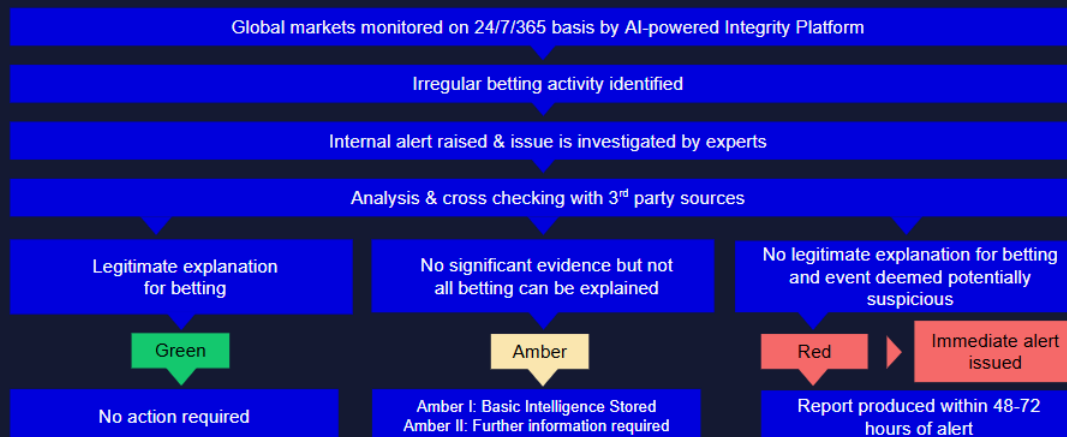 Global markets monitored on 24/7/365 basis by AI-powered Integrity Platform
Irregular betting activity identified
Internal alert raised & issue is investigated by experts
Analysis & cross checking with 3rd party sources
Legitimate explanation
for betting
No significant evidence but not
all betting can be explained
No legitimate explanation for betting
and event deemed potentially
suspicious
Green
Amber
Red
Immediate alert
issued
No action required
Amber I: Basic Intelligence Stored
Amber II: Further information required
Report produced within 48-72
hours of alert